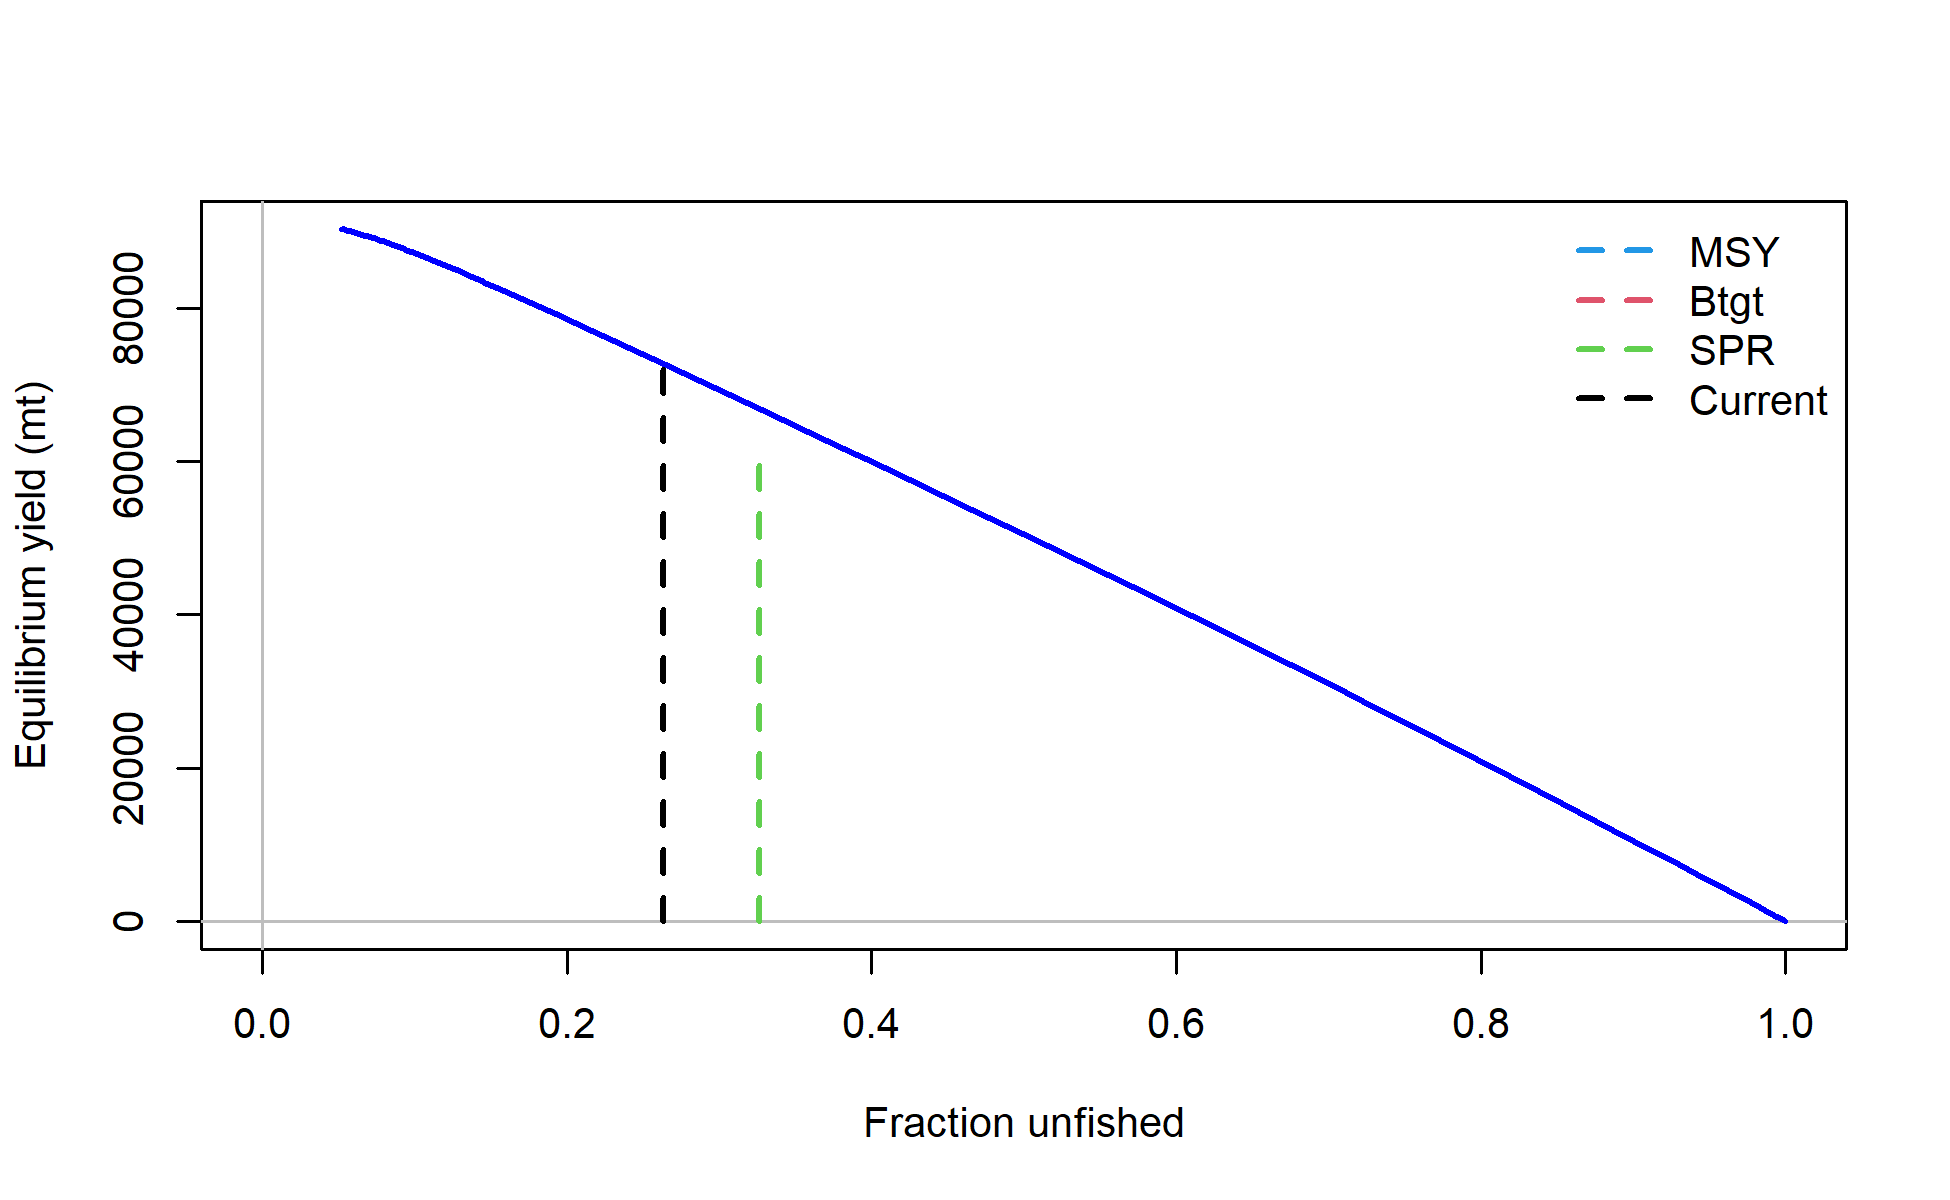 MSY
Btgt
SPR
Current
Equilibrium yield (mt)
80000
60000
40000
20000
0
0.0 0.2 0.4 0.6 0.8 1.0
Fraction unfished